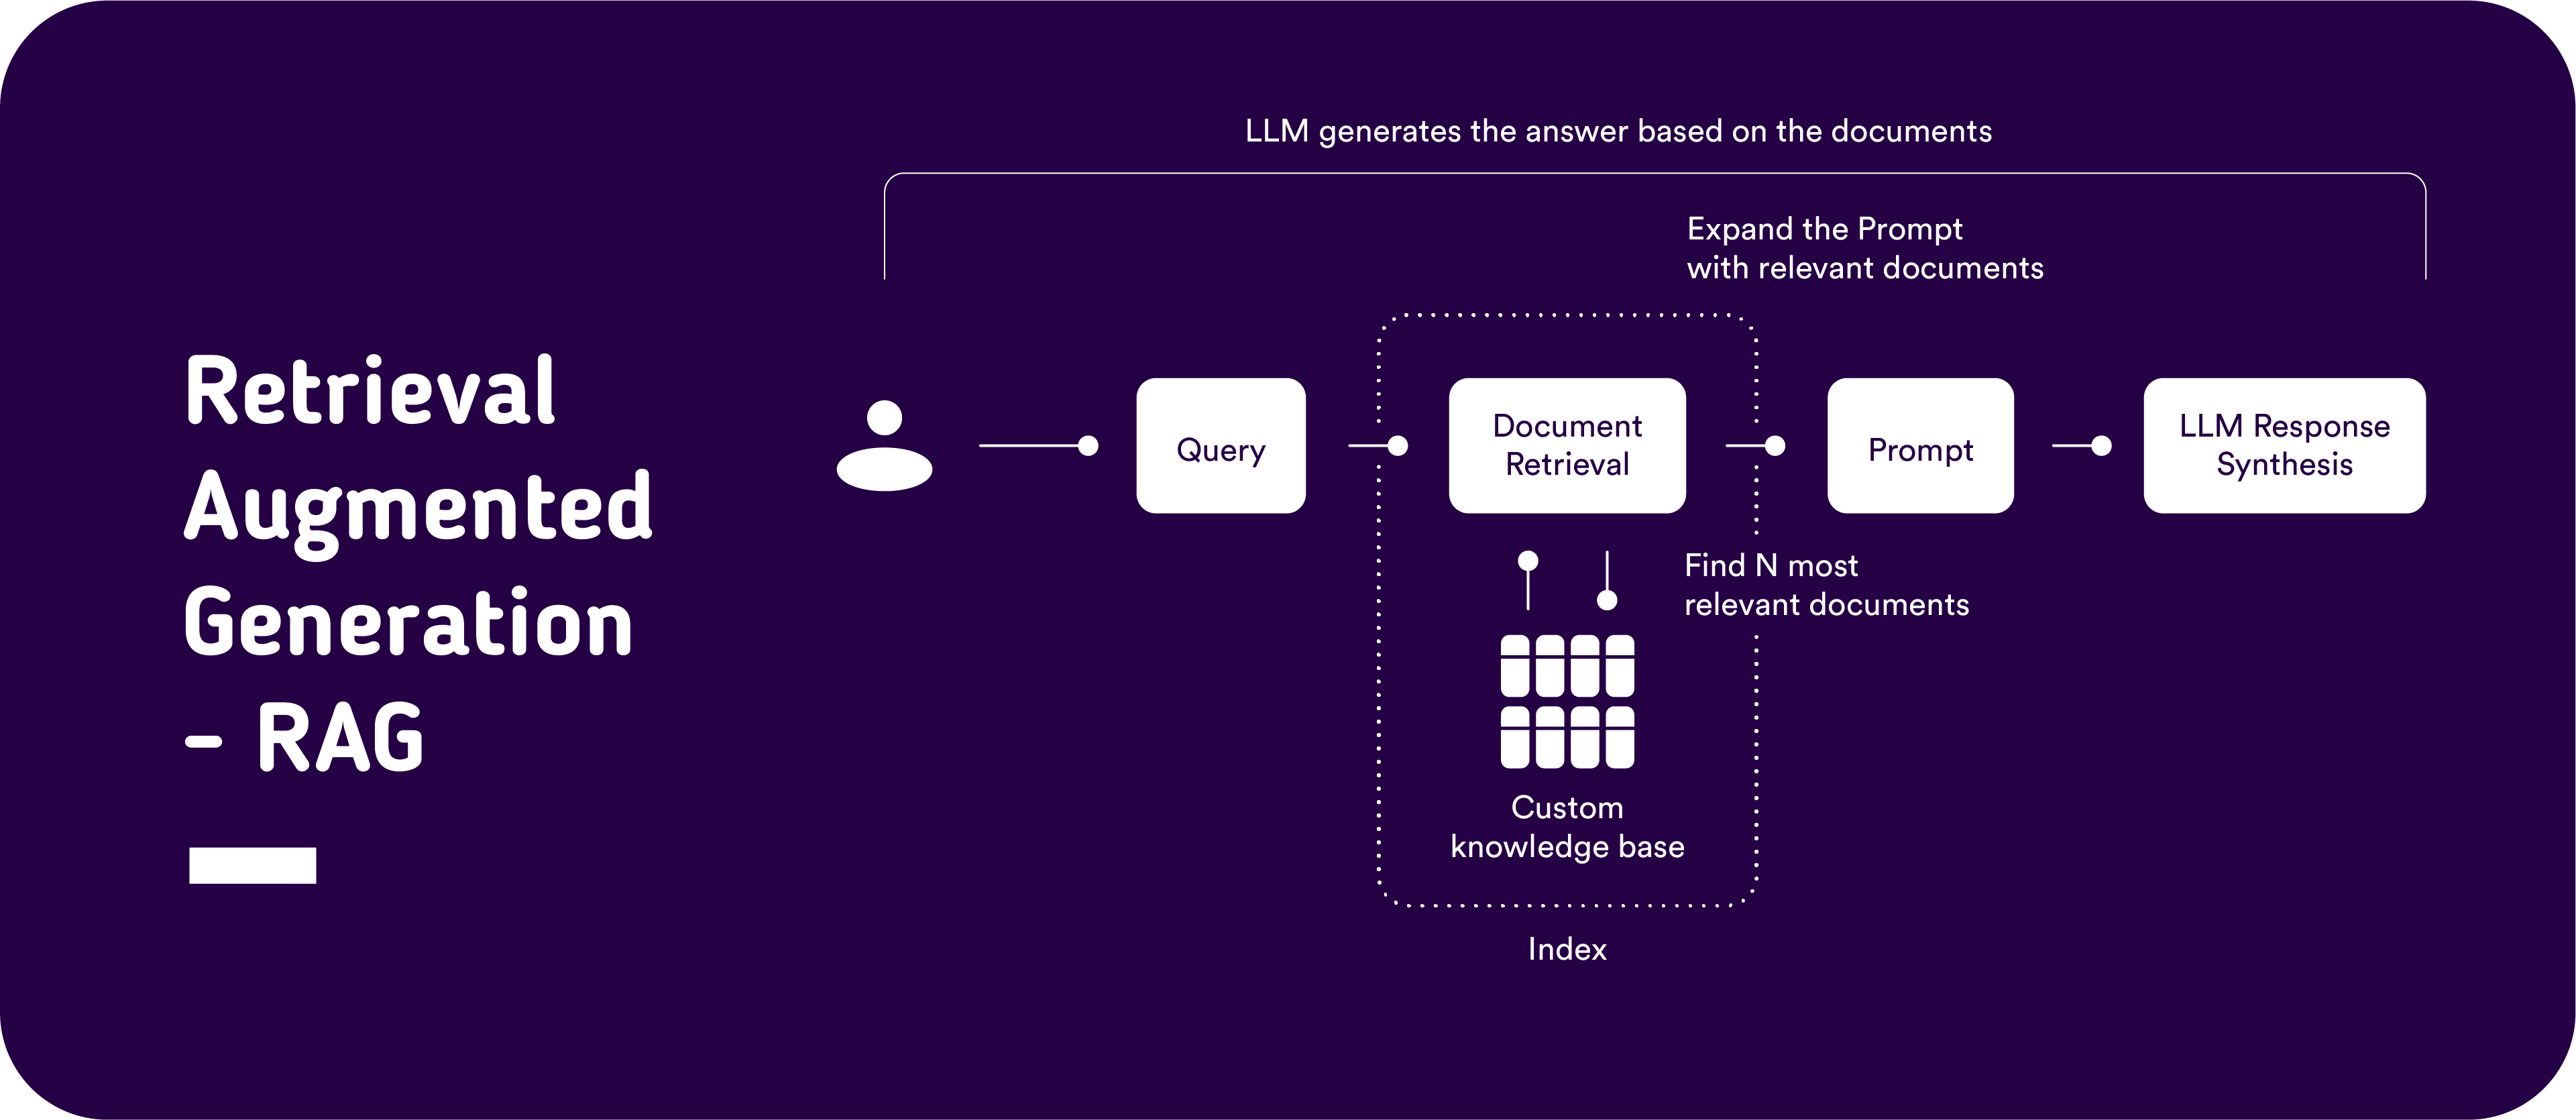 Retrieval
Augmented
Generation
- RAG
LLM generates the answer based on the documents
Expand the Prompt
with relevant documents
Query
Document
Retrieval
Prompt
LLM Response
Synthesis
Find N most
relevant documents
Custom
knowledge base
Index